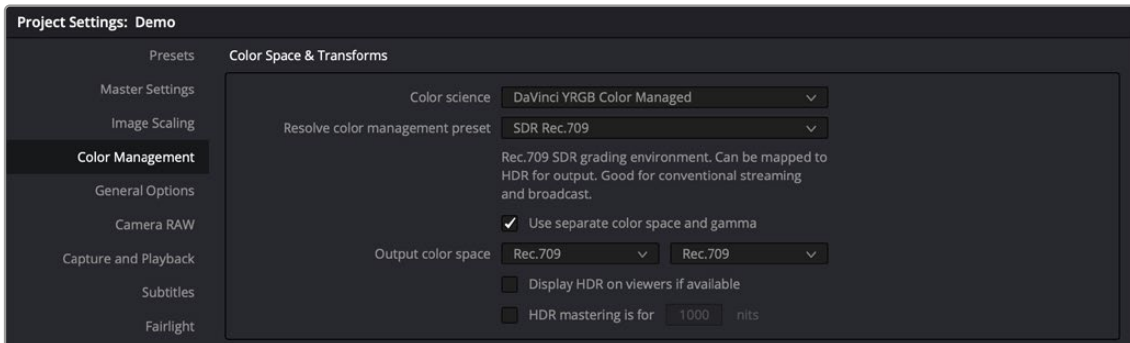 Project Settings: Demo
Presets
Master Settings
Image Scaling
Color Management
General Options
Camera RAW
Capture and Playback
Subtitles
Fairlight
Color Space & Transforms
Color science DaVinci YRGB Color Managed
Resolve color management preset SDR Rec.709
Rec.709 SDR grading environment. Can be mapped to
HDR for output. Good for conventional streaming
and broadcast.
Use separate color space and gamma
Output color space Rec.709 Rec.709
Display HDR on viewers if available
HDR mastering is for 1000 nits